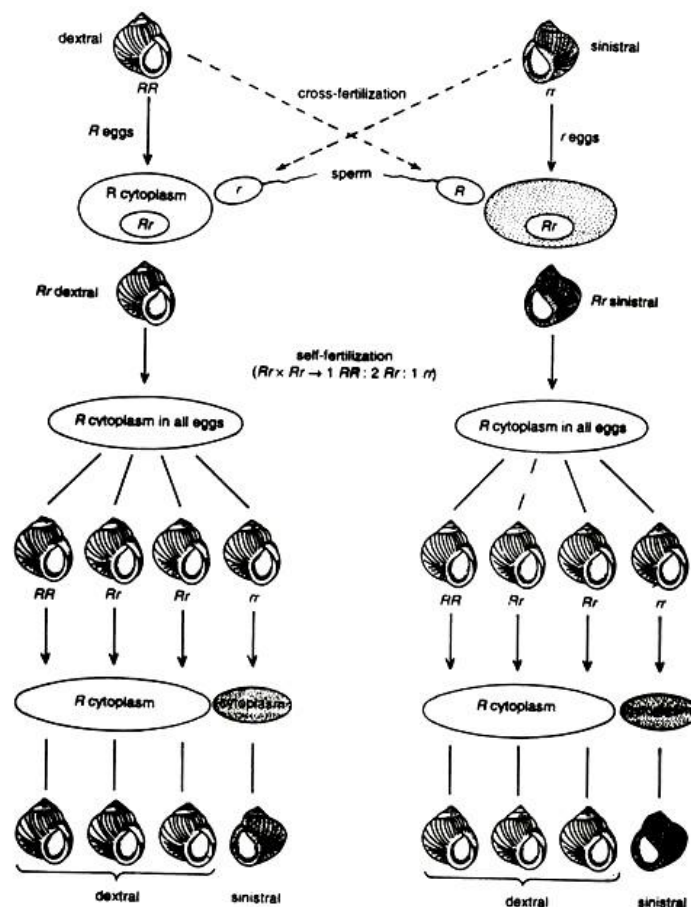 dextral
sinistral
RR
cross-fertilization
rr
R eggs
r eggs
R cytoplasm
r
sperm
R
Rr
Rr
Rr dextral
Rr sinistral
self-fertilization
(Rr × Rr → 1 RR : 2 Rr : 1 rr)
R cytoplasm in all eggs
R cytoplasm in all eggs
RR
Rr
Rr
rr
RR
Rr
Rr
rr
R cytoplasm
cytoplasm
R cytoplasm
dextral
sinistral
dextral
sinistral